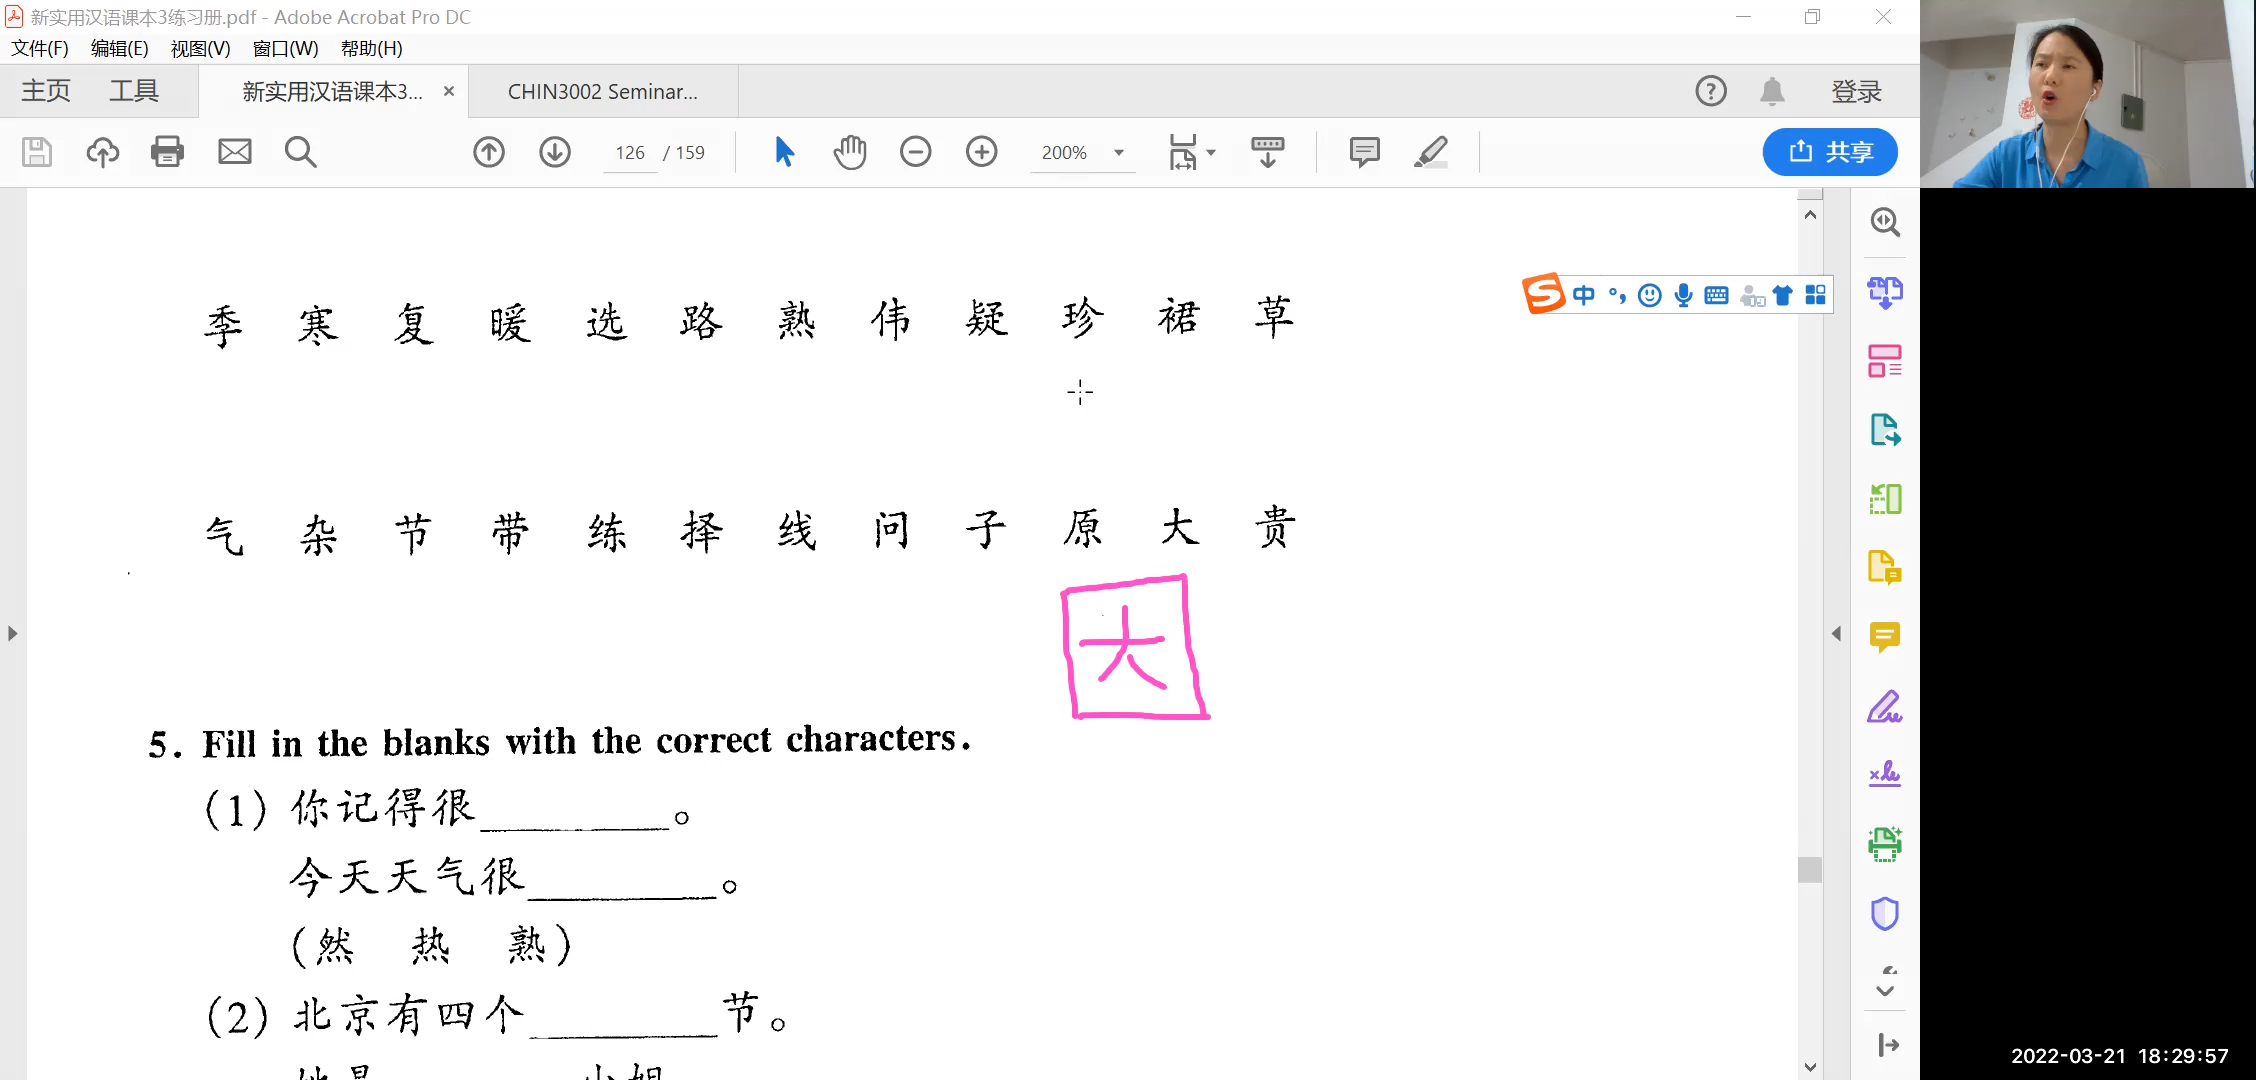 新实用汉语课本3练习册.pdf - Adobe Acrobat Pro DC
文件(F) 编辑(E) 视图(V) 窗口(W) 帮助(H)
主页 工具 新实用汉语课本3... × CHIN3002 Seminar... 登录
126 / 159 200% 共享
季 寒 复 暖 选 路 熟 伟 疑 珍 裙 草
中
气 杂 节 带 练 择 线 问 子 原 大 贵
大
5. Fill in the blanks with the correct characters.
(1) 你记得很________。
今天天气很________。
(然 热 熟)
(2) 北京有四个________节。
2022-03-21 18:29:57